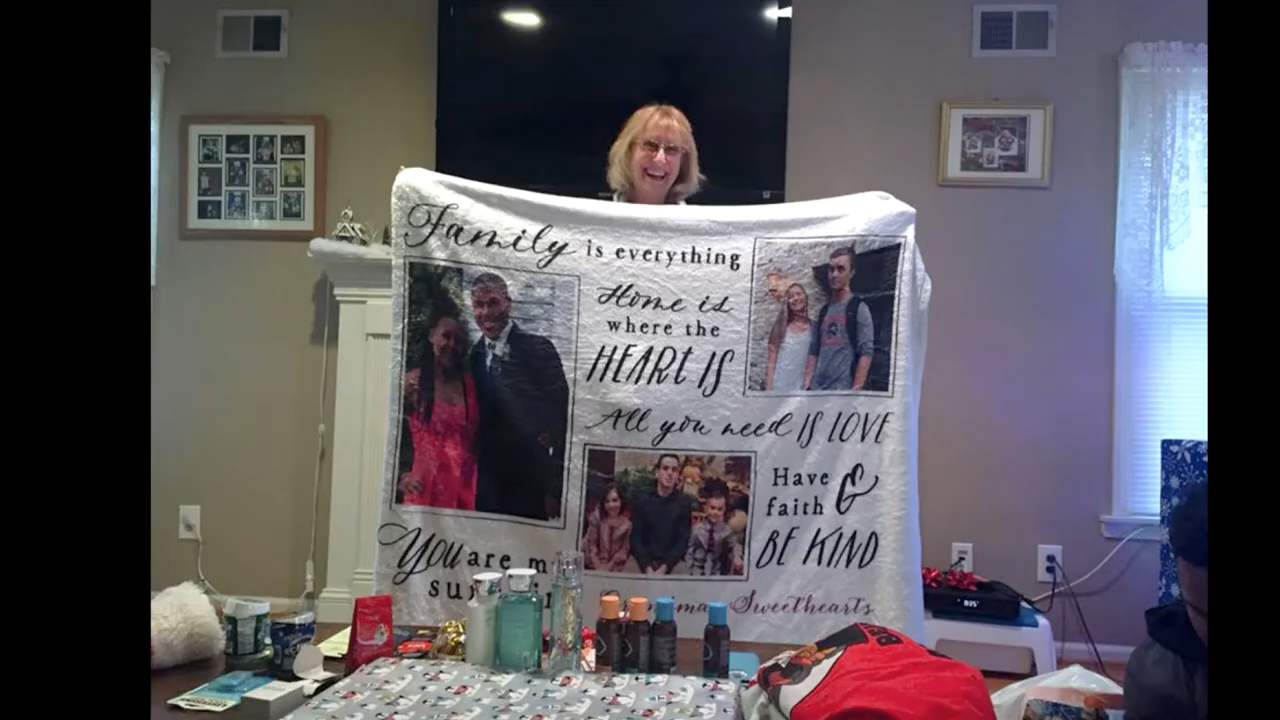 Family is everything
Home is
where the
HEART IS
All you need IS LOVE
Have &
faith
BE KIND
You are
Sweethearts